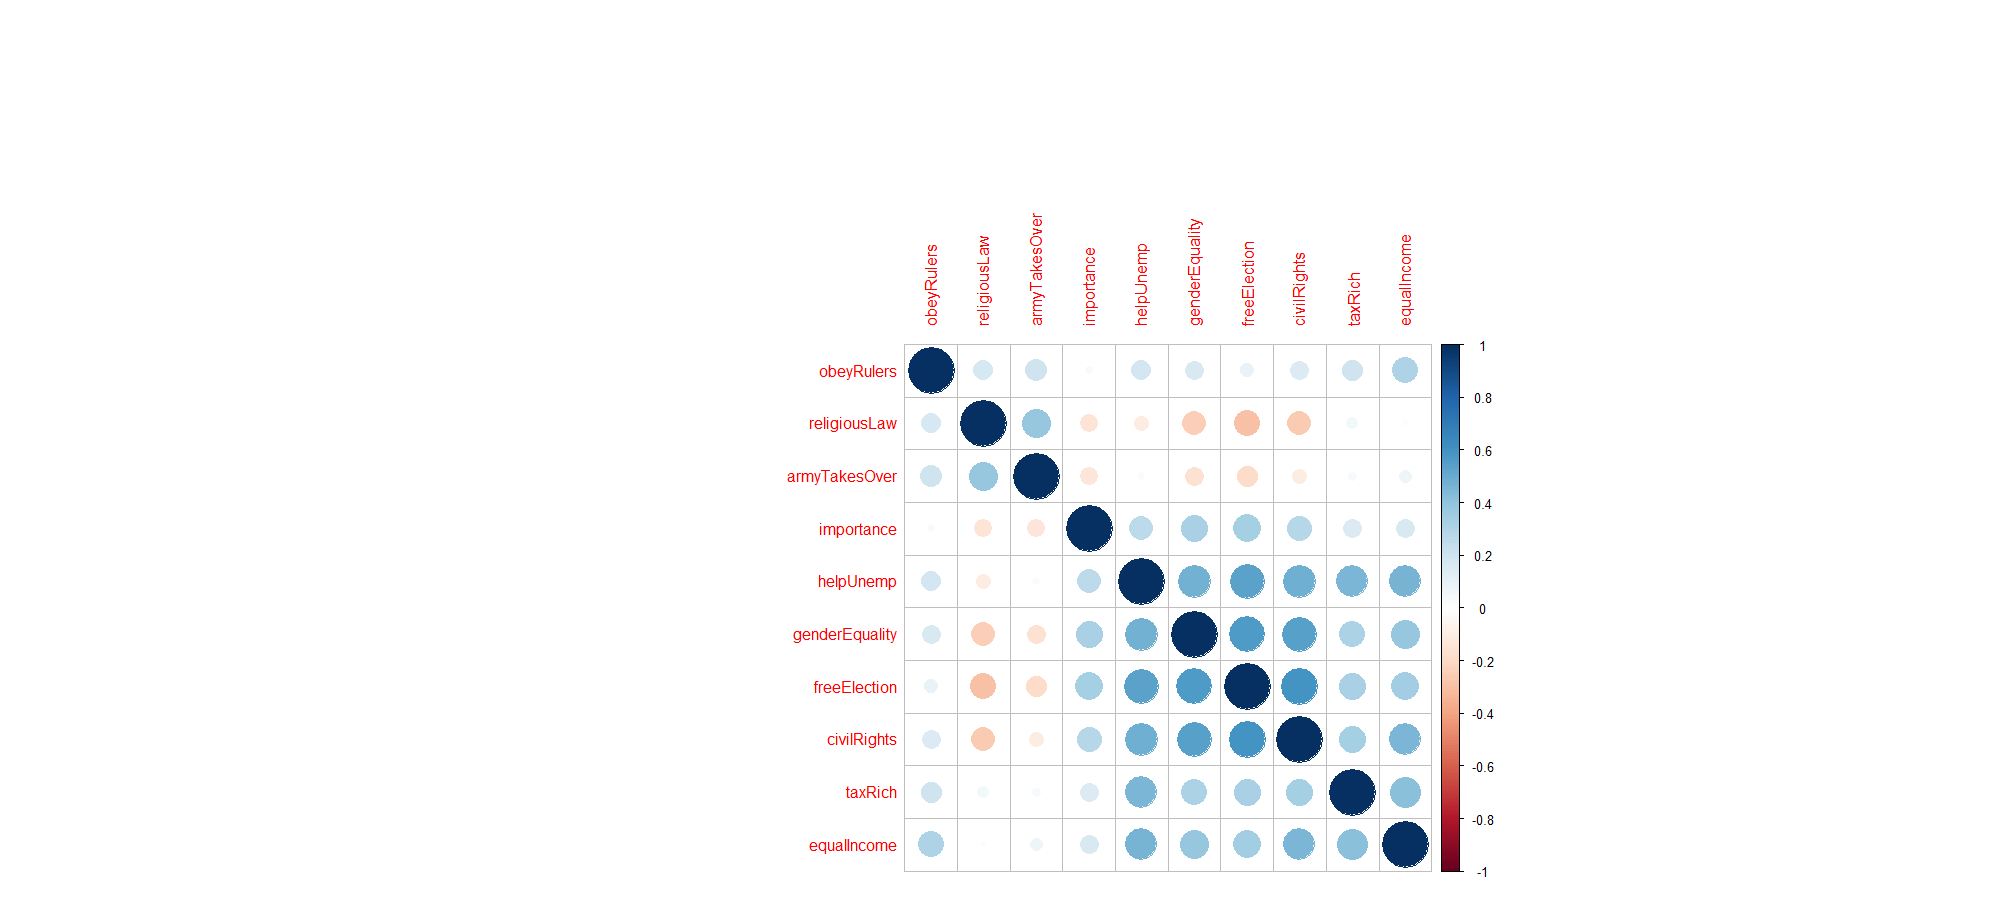 obeyRulers
religiousLaw
armyTakesOver
importance
helpUnemp
genderEquality
freeElection
civilRights
taxRich
equalIncome
obeyRulers
religiousLaw
armyTakesOver
importance
helpUnemp
genderEquality
freeElection
civilRights
taxRich
equalIncome
1
0.8
0.6
0.4
0.2
0
-0.2
-0.4
-0.6
-0.8
-1